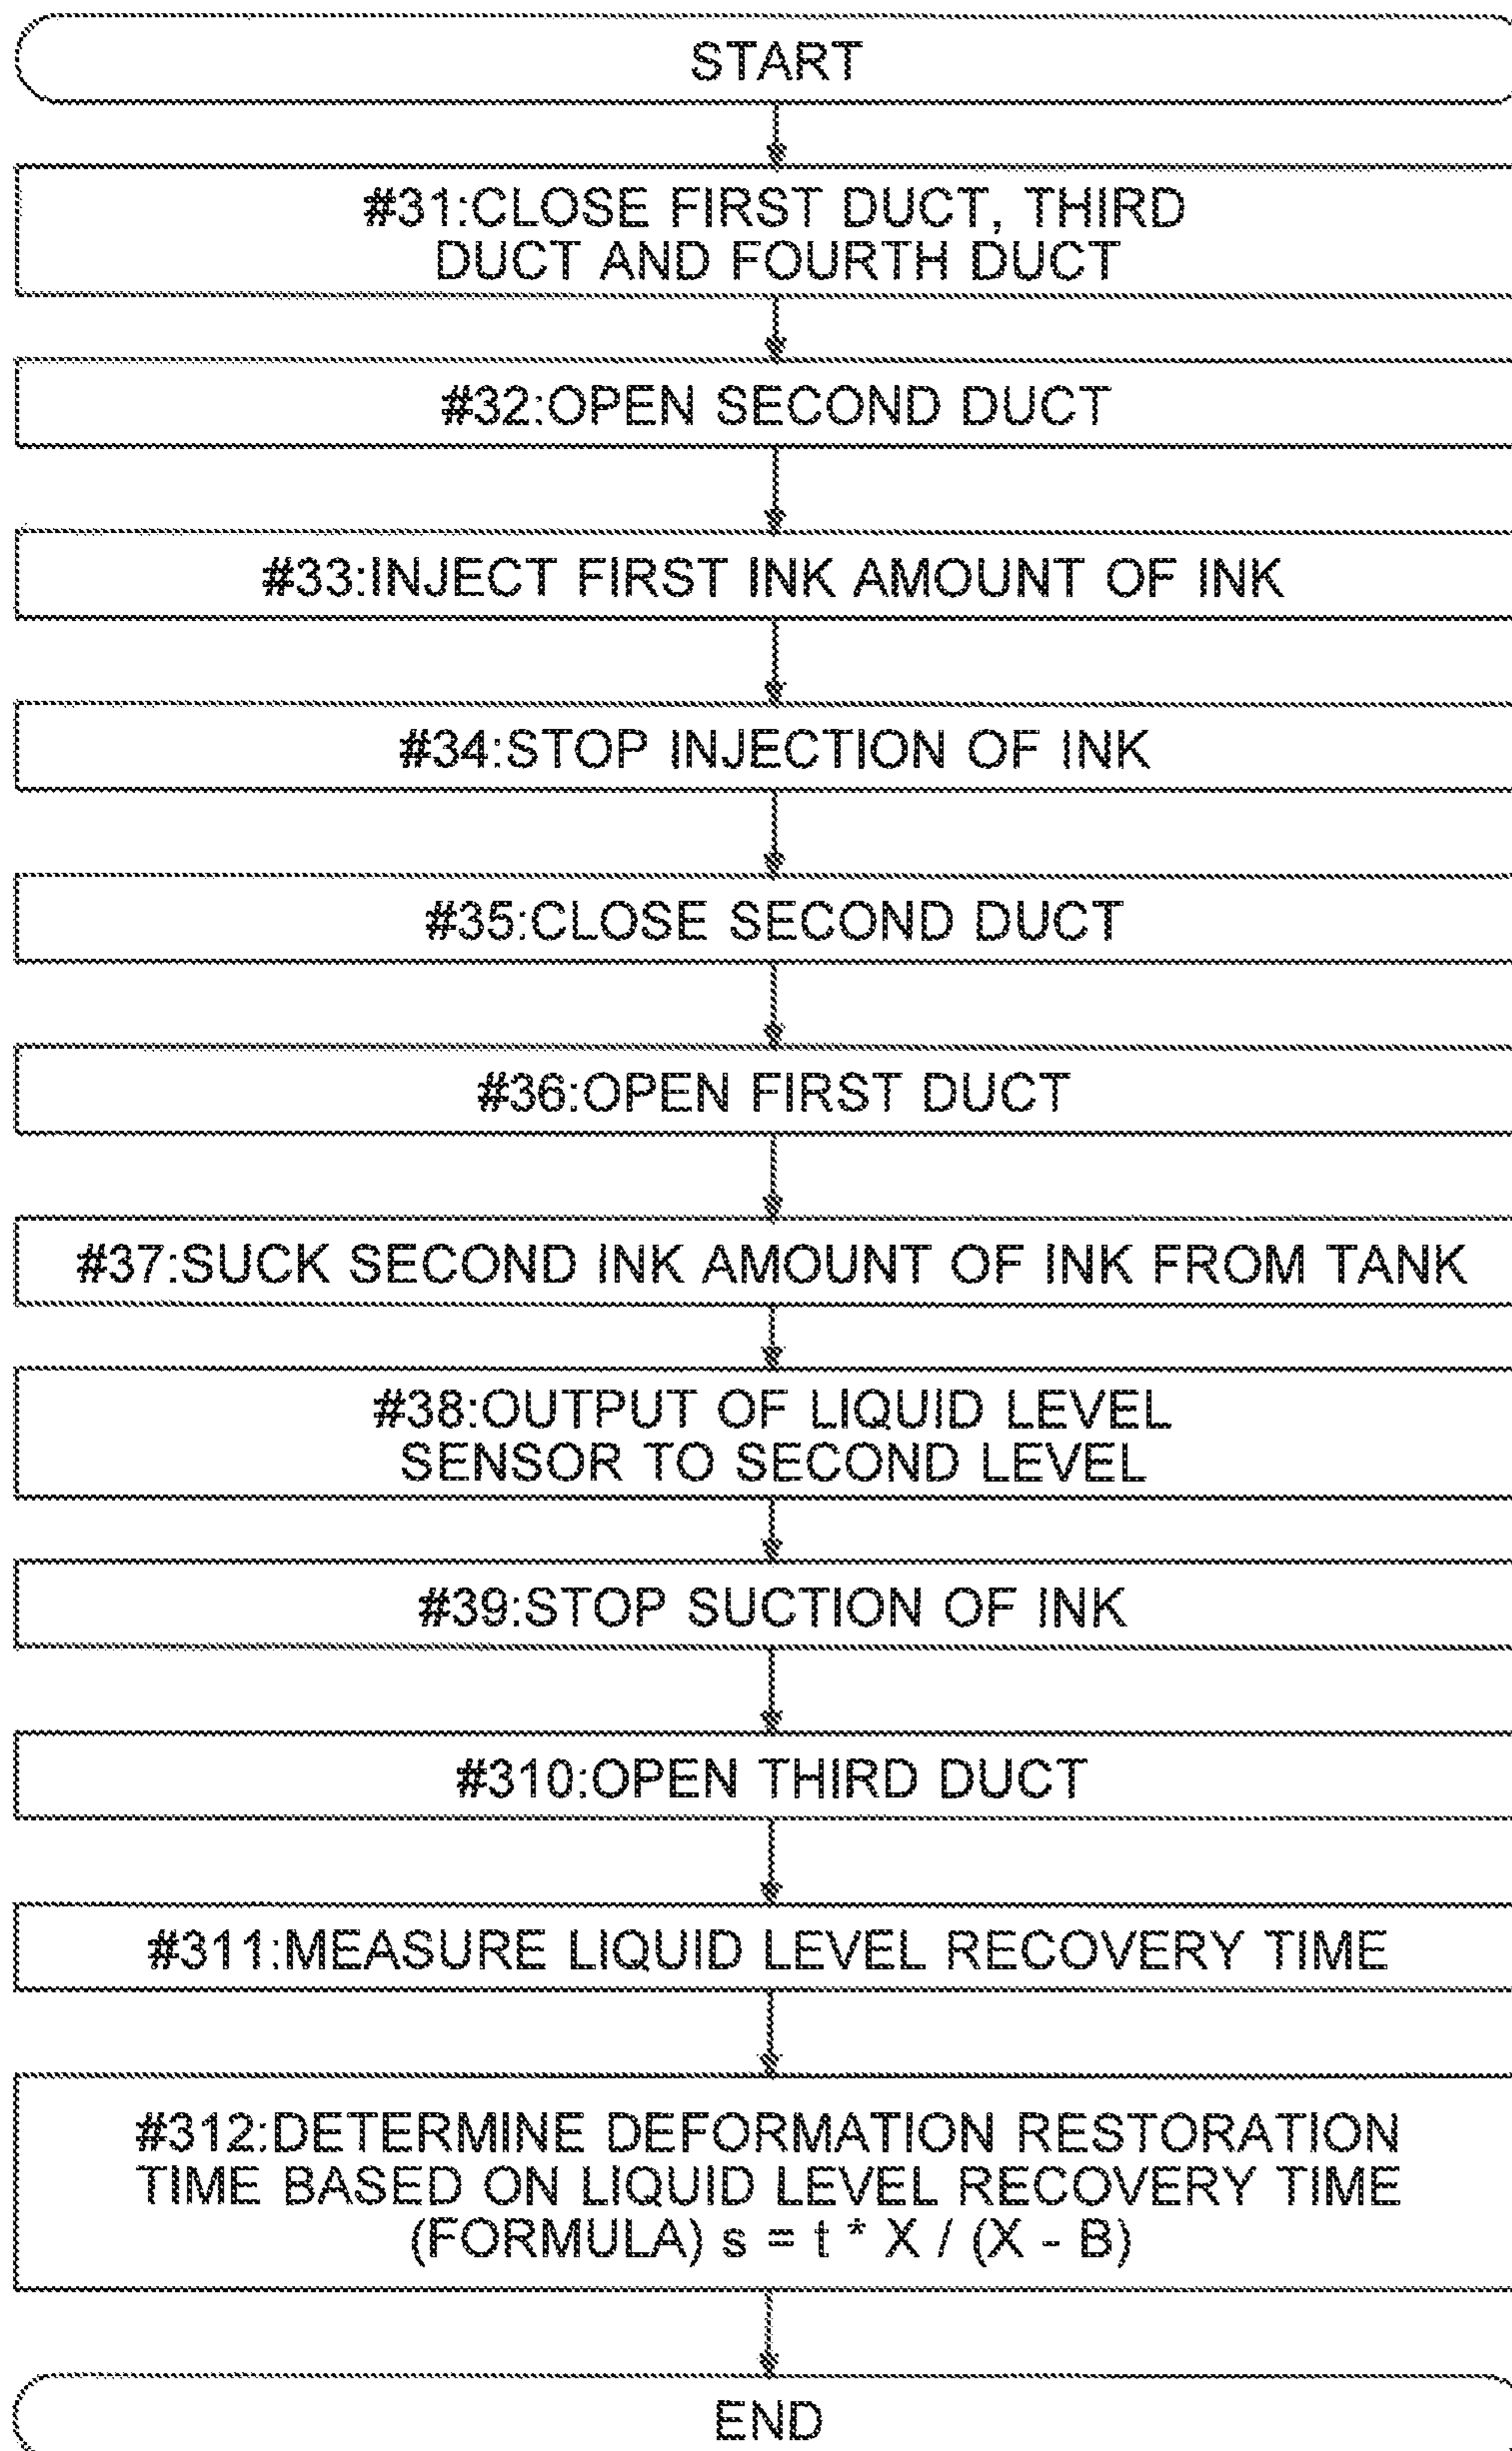 START
#31:CLOSE FIRST DUCT, THIRD
DUCT AND FOURTH DUCT
#32:OPEN SECOND DUCT
#33:INJECT FIRST INK AMOUNT OF INK
#34:STOP INJECTION OF INK
#35:CLOSE SECOND DUCT
#36:OPEN FIRST DUCT
#37:SUCK SECOND INK AMOUNT OF INK FROM TANK
#38:OUTPUT OF LIQUID LEVEL
SENSOR TO SECOND LEVEL
#39:STOP SUCTION OF INK
#310:OPEN THIRD DUCT
#311:MEASURE LIQUID LEVEL RECOVERY TIME
#312:DETERMINE DEFORMATION RESTORATION
TIME BASED ON LIQUID LEVEL RECOVERY TIME
(FORMULA) s = t * X / (X - B)
END